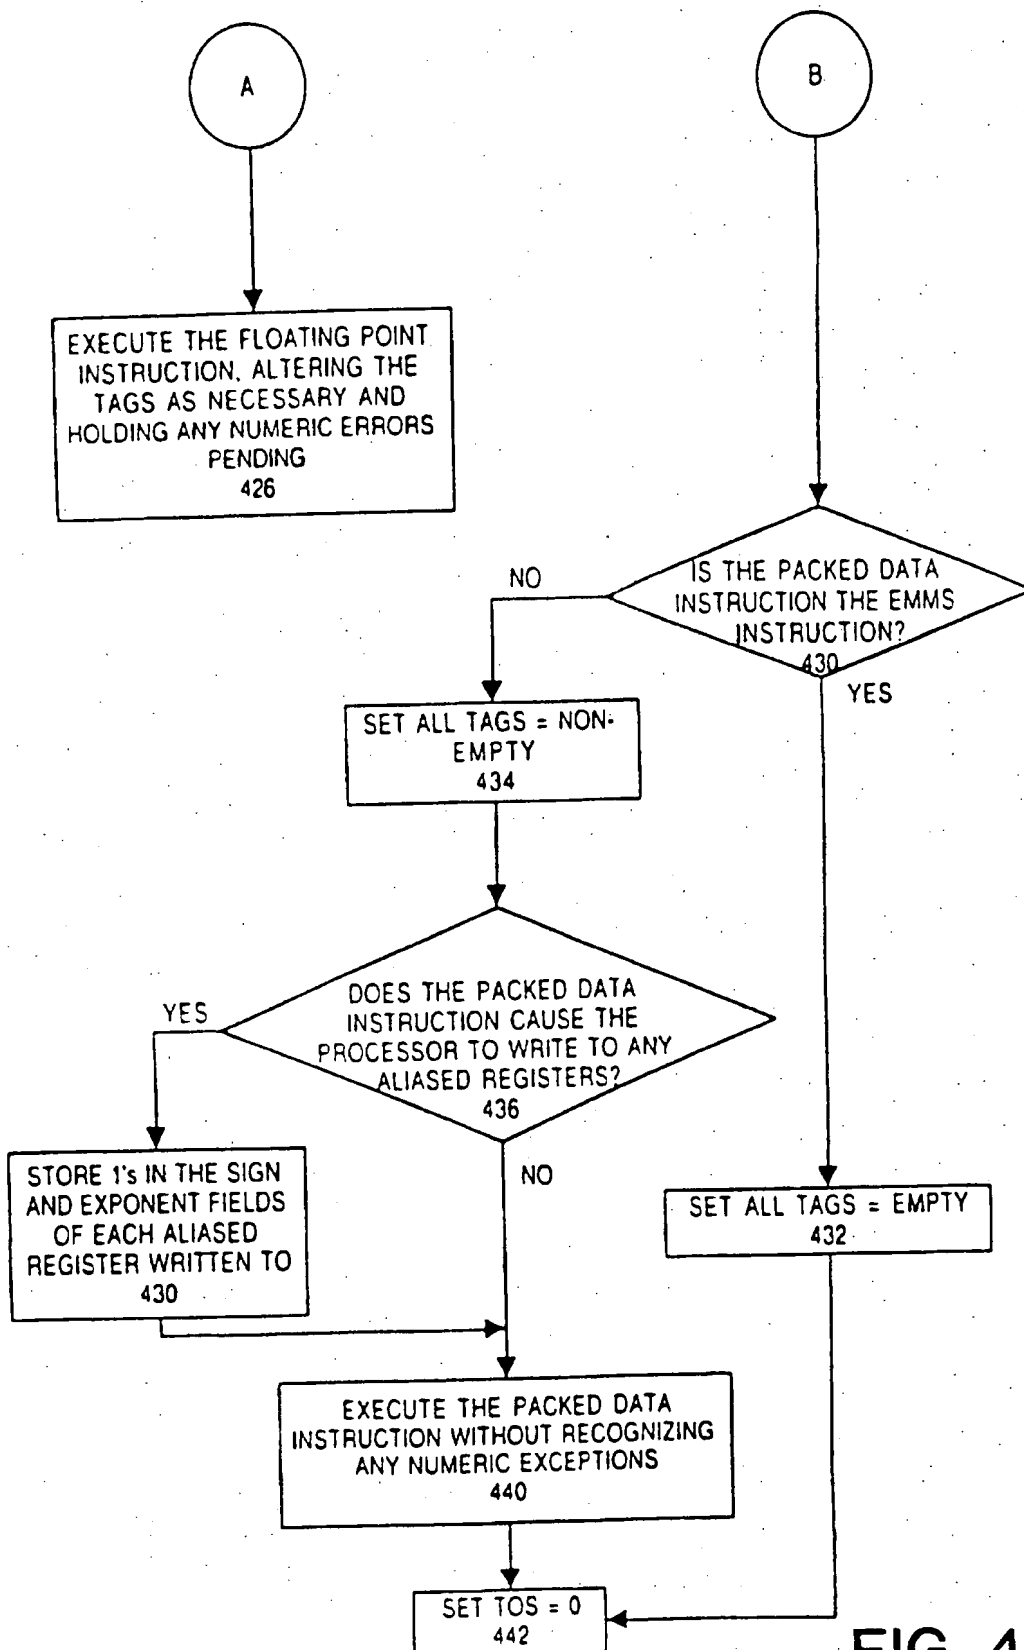 A
B
EXECUTE THE FLOATING POINT
INSTRUCTION, ALTERING THE
TAGS AS NECESSARY AND
HOLDING ANY NUMERIC ERRORS
PENDING
426
IS THE PACKED DATA
INSTRUCTION THE EMMS
INSTRUCTION?
430
NO
YES
SET ALL TAGS = NON-
EMPTY
434
DOES THE PACKED DATA
INSTRUCTION CAUSE THE
PROCESSOR TO WRITE TO ANY
ALIASED REGISTERS?
436
YES
NO
STORE 1's IN THE SIGN
AND EXPONENT FIELDS
OF EACH ALIASED
REGISTER WRITTEN TO
430
SET ALL TAGS = EMPTY
432
EXECUTE THE PACKED DATA
INSTRUCTION WITHOUT RECOGNIZING
ANY NUMERIC EXCEPTIONS
440
SET TOS = 0
442
FIG. 4